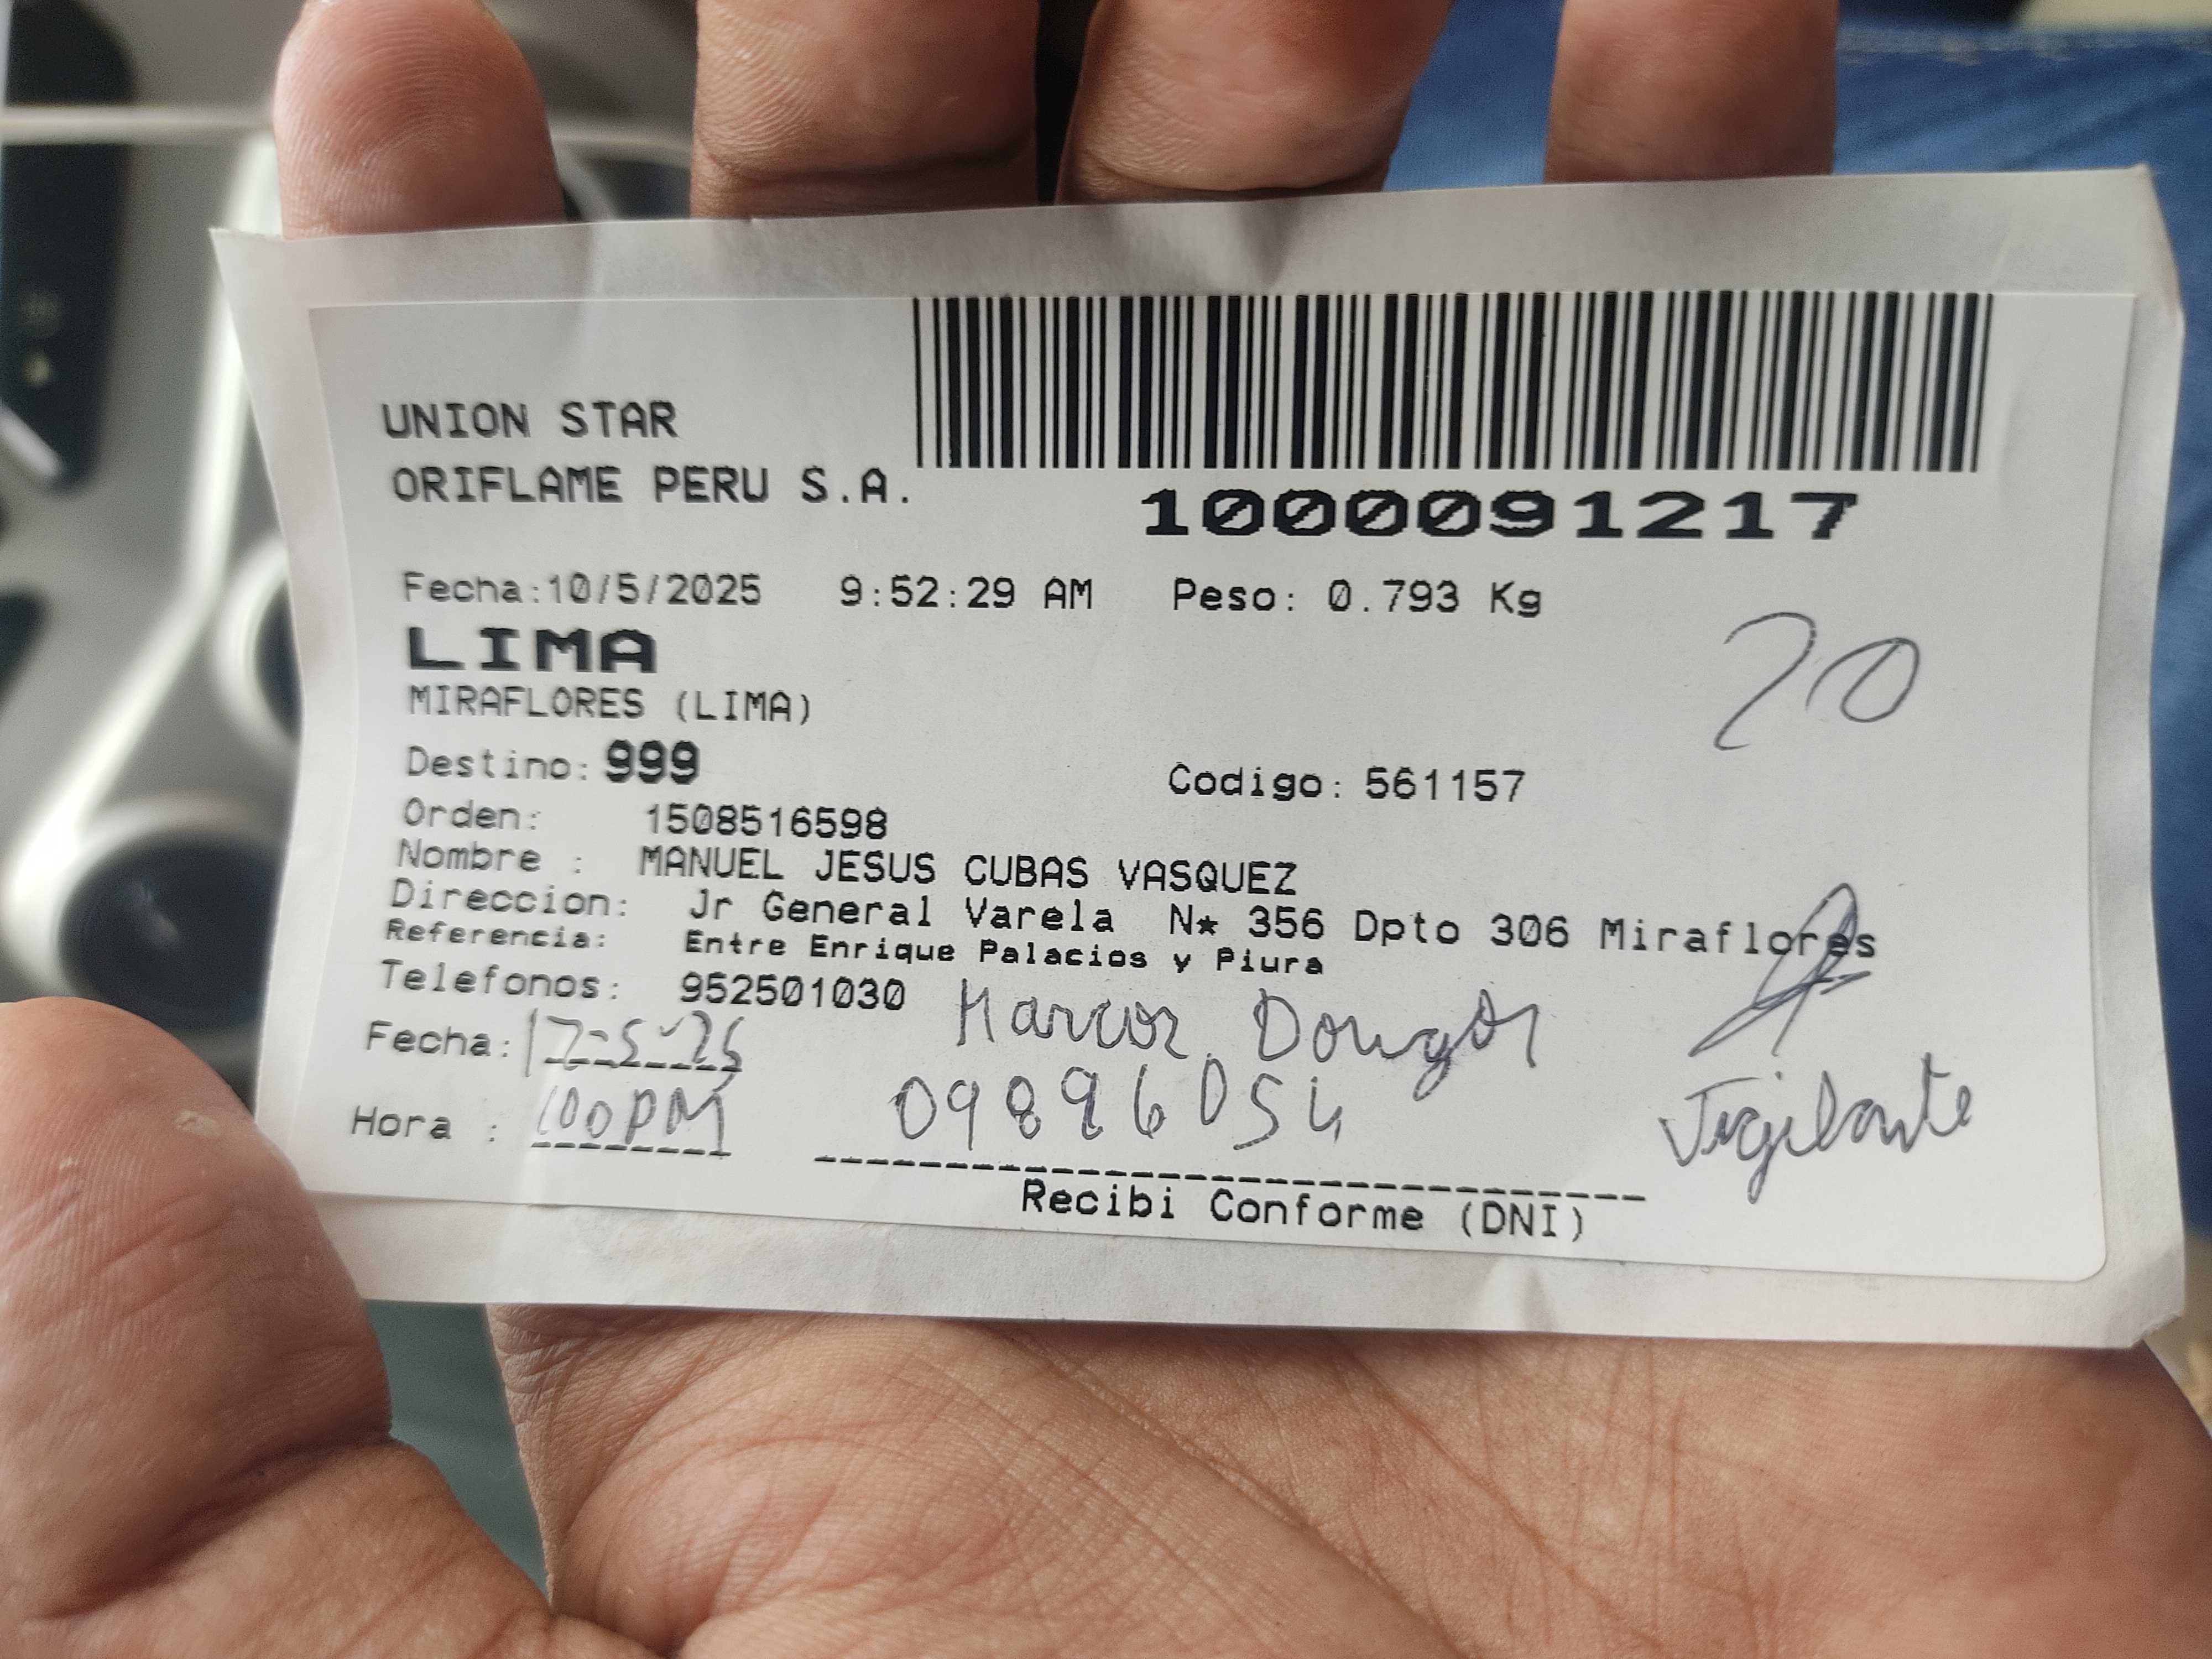 UNION STAR
ORIFLAME PERU S.A.
1000091217
Fecha:10/5/2025 9:52:29 AM Peso: 0.793 Kg
LIMA
20
MIRAFLORES (LIMA)
Destino: 999 Codigo: 561157
Orden: 1508516598
Nombre : MANUEL JESUS CUBAS VASQUEZ
Direccion: Jr General Varela N* 356 Dpto 306 Miraflores
Referencia: Entre Enrique Palacios y Piura
Telefonos: 952501030
Marcos
Fecha: 17-5-25
09896054
Vigilante
Hora : 100PM
Recibi Conforme (DNI)